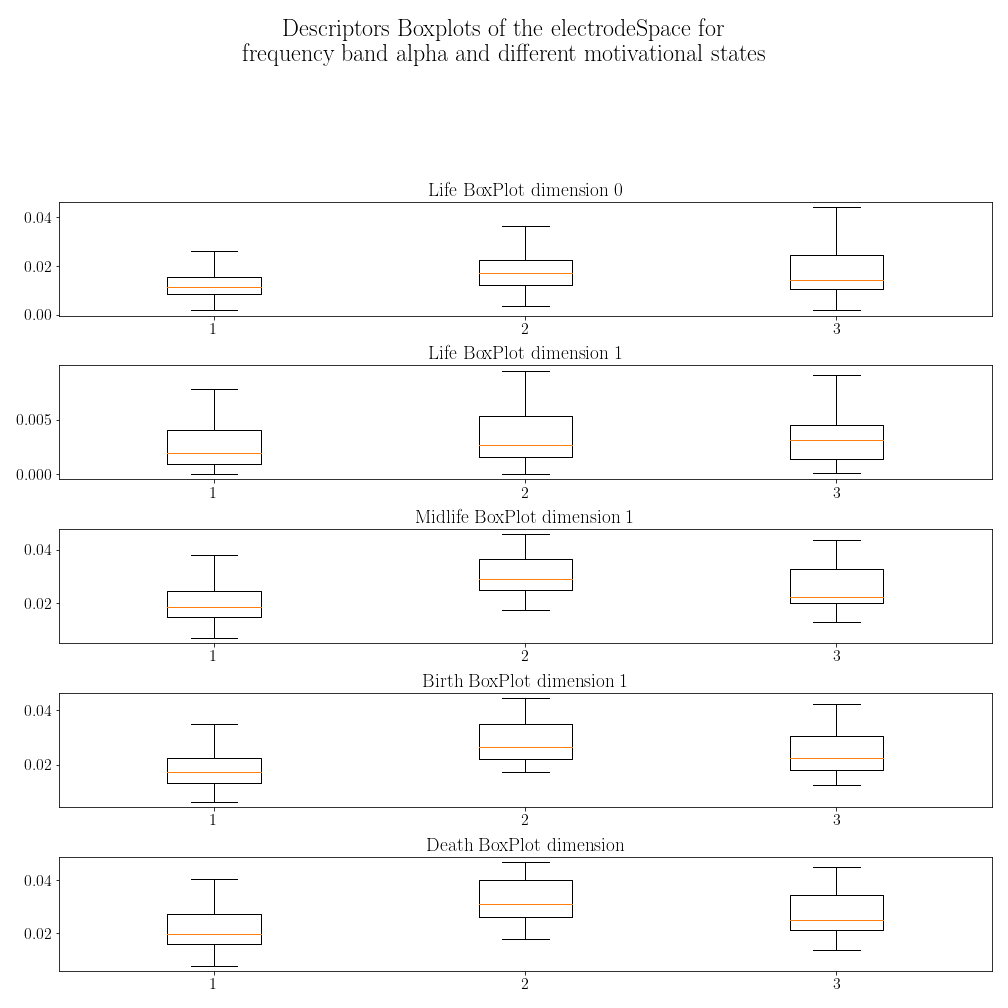 Descriptors Boxplots of the electrodeSpace for
frequency band alpha and different motivational states
Life BoxPlot dimension 0
0.04
0.02
0.00
1 2 3
Life BoxPlot dimension 1
0.005
0.000
1 2 3
Midlife BoxPlot dimension 1
0.04
0.02
1 2 3
Birth BoxPlot dimension 1
0.04
0.02
1 2 3
Death BoxPlot dimension
0.04
0.02
1 2 3